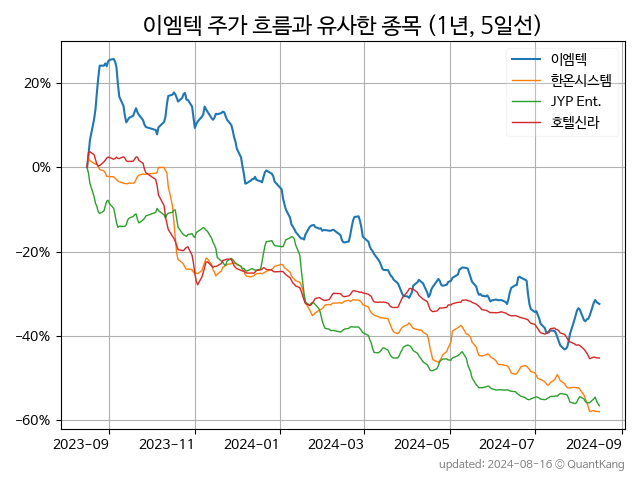 이엠텍 주가 흐름과 유사한 종목 (1년, 5일선)
이엠텍
한온시스템
JYP Ent.
호텔신라
20%
0%
−20%
−40%
−60%
2023-09 2023-11 2024-01 2024-03 2024-05 2024-07 2024-09
updated: 2024-08-16 © QuantKang